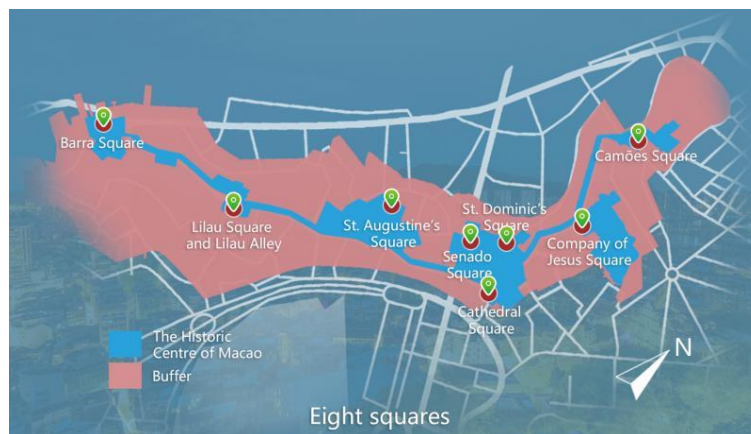 Barra Square
Camões Square
Lilau Square
and Lilau Alley
St. Augustine's
Square
St. Dominic's
Square
Senado
Square
Company of
Jesus Square
Cathedral
Square
The Historic
Centre of Macao
Buffer
N
Eight squares